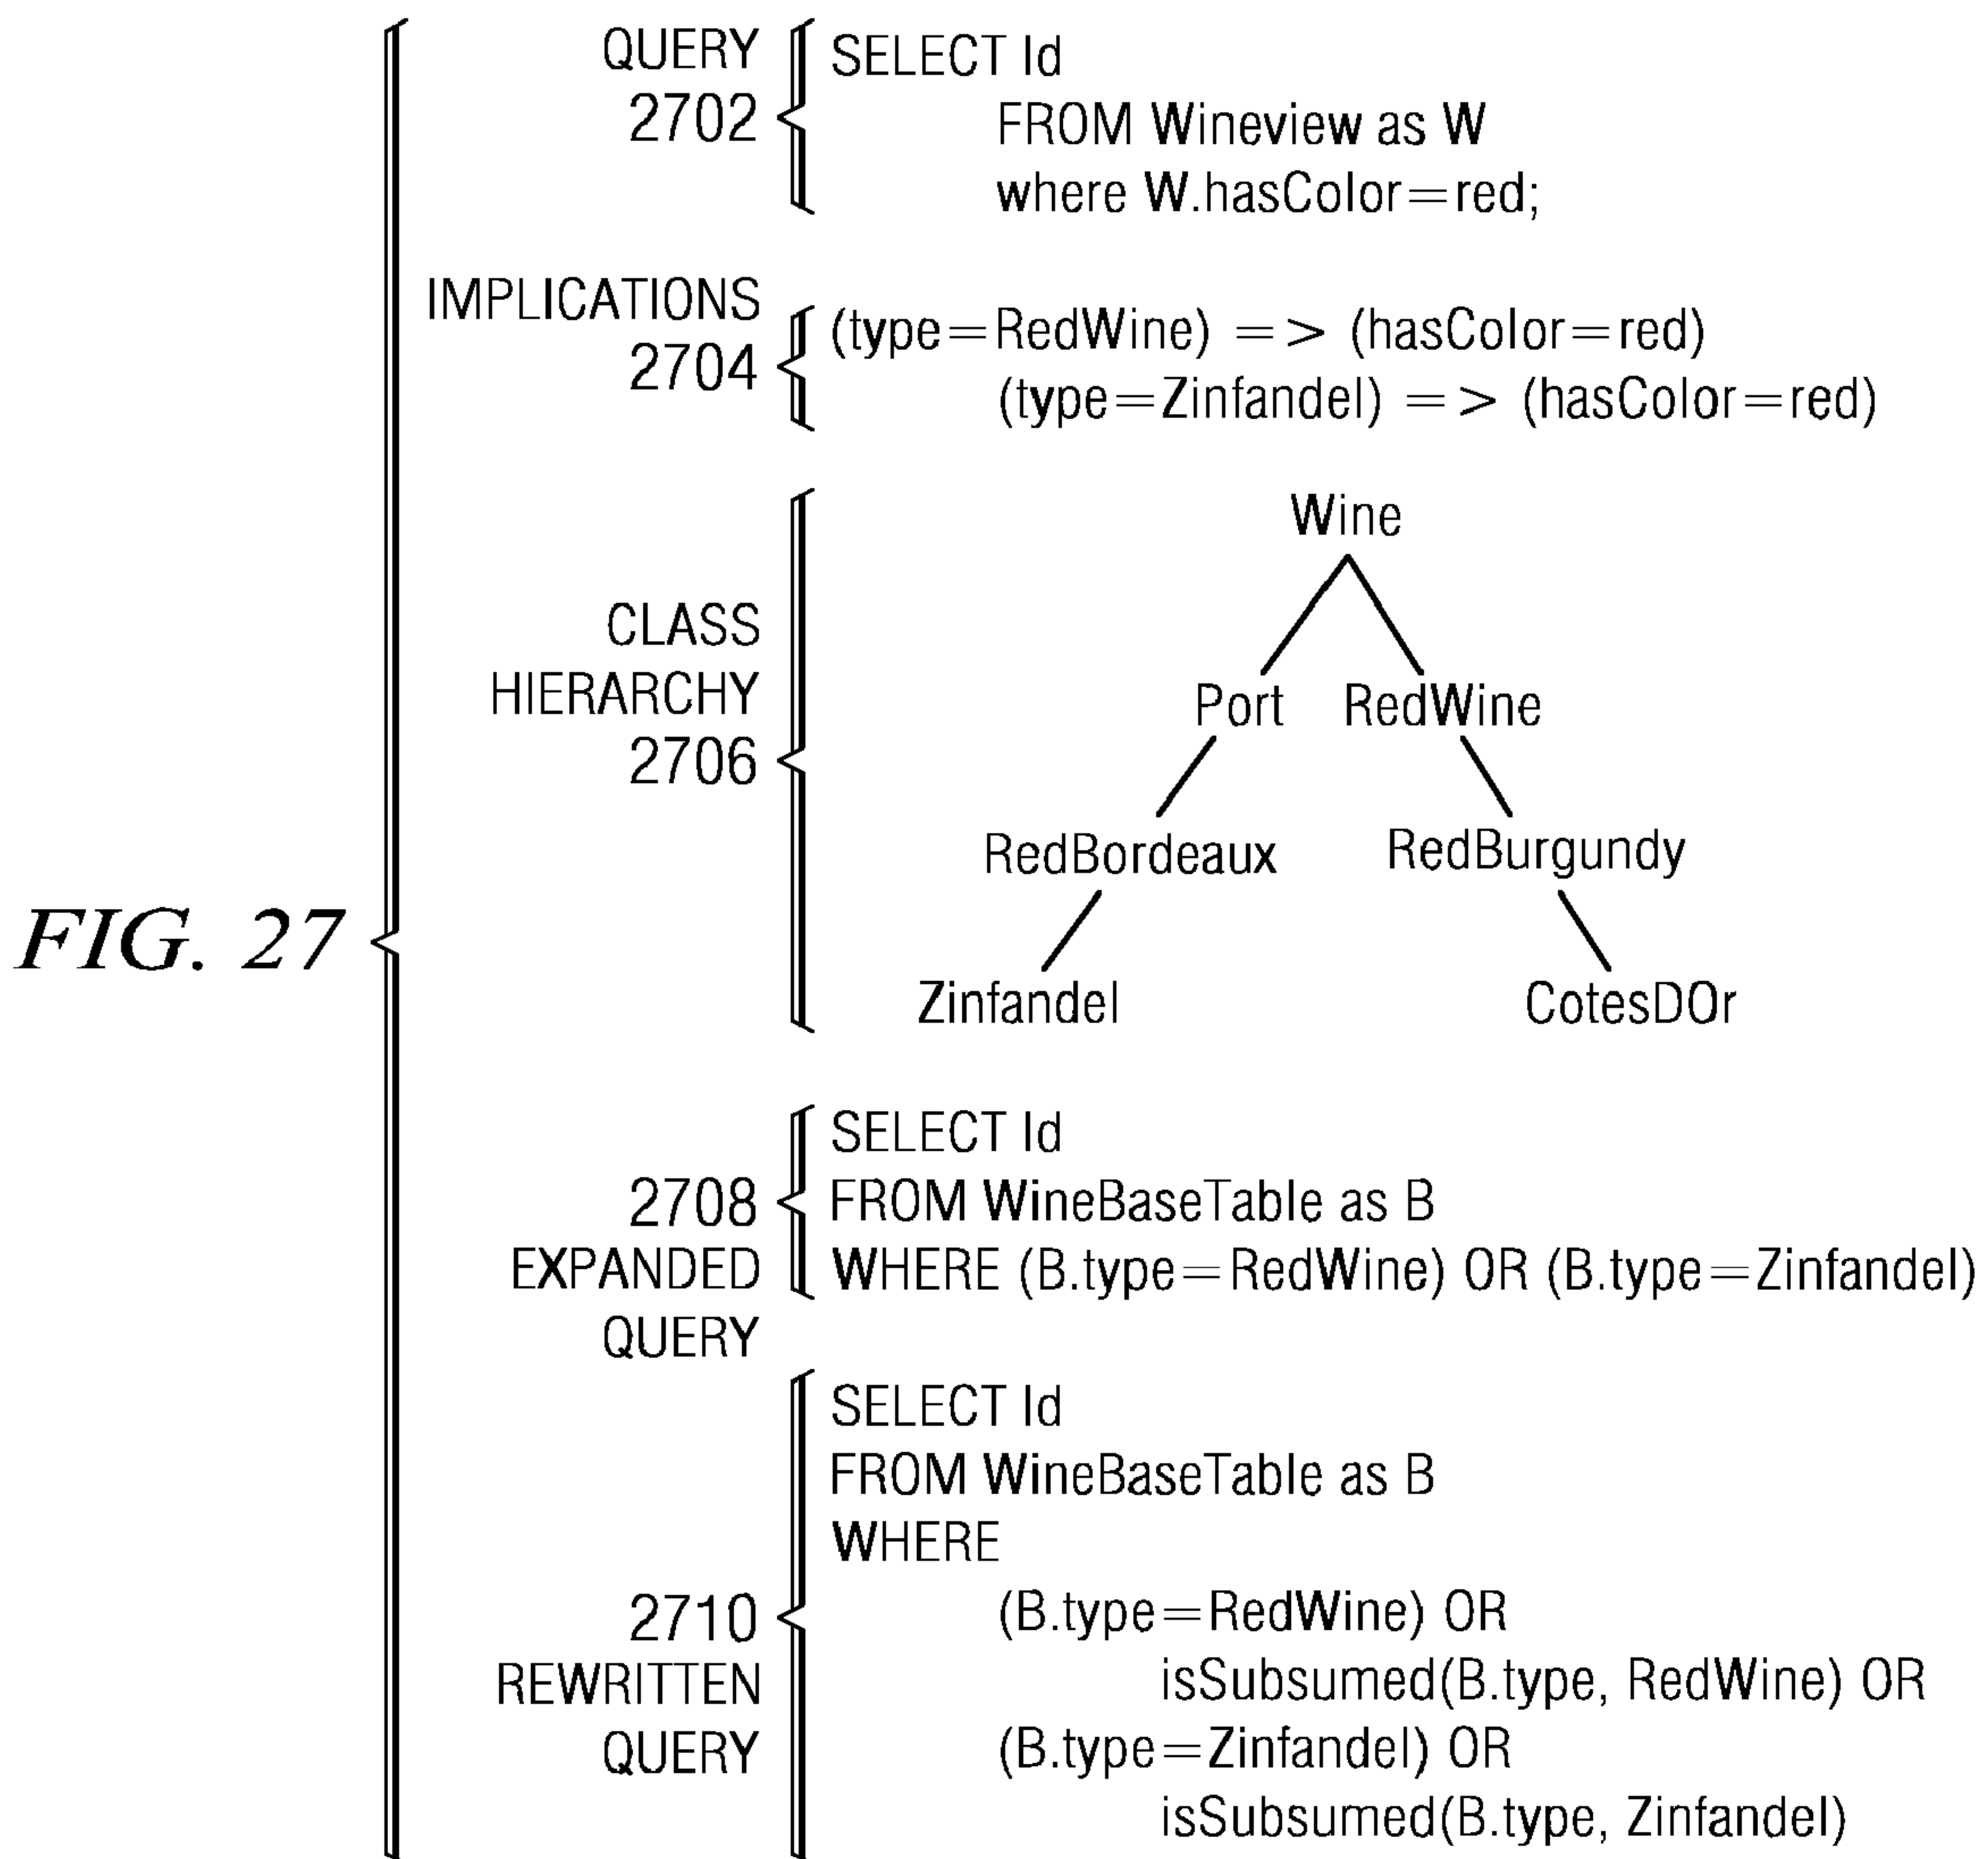 FIG. 27
QUERY
2702
SELECT Id
FROM Wineview as W
where W.hasColor=red;
IMPLICATIONS
2704
(type=RedWine) => (hasColor=red)
(type=Zinfandel) => (hasColor=red)
CLASS
HIERARCHY
2706
Wine
Port RedWine
RedBordeaux RedBurgundy
Zinfandel CotesDOr
2708
EXPANDED
QUERY
SELECT Id
FROM WineBaseTable as B
WHERE (B.type=RedWine) OR (B.type=Zinfandel)
2710
REWRITTEN
QUERY
SELECT Id
FROM WineBaseTable as B
WHERE
(B.type=RedWine) OR
isSubsumed(B.type, RedWine) OR
(B.type=Zinfandel) OR
isSubsumed(B.type, Zinfandel)